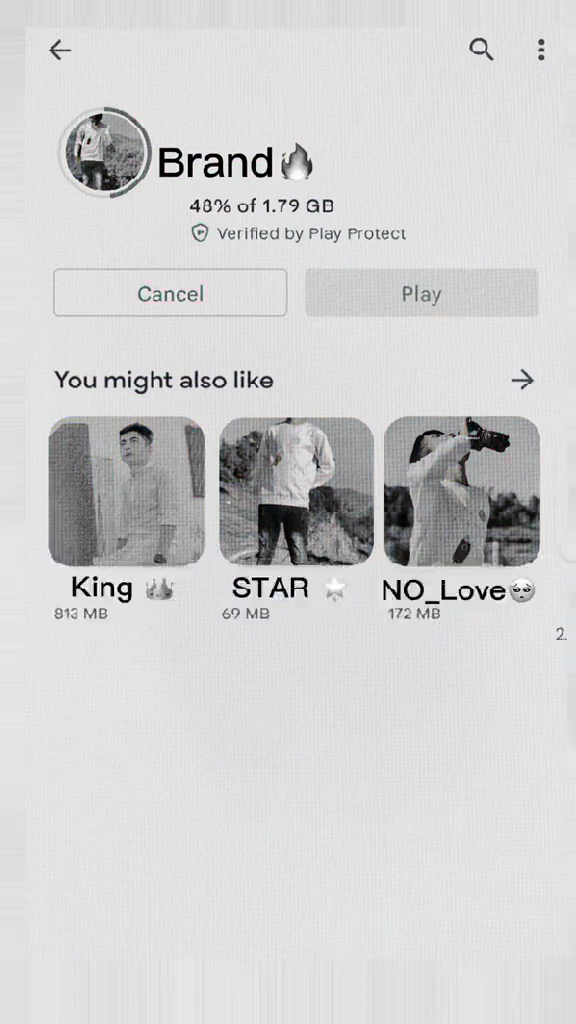 Brand🔥
48% of 1.79 GB
Verified by Play Protect
Cancel
Play
You might also like
King 👑
STAR ⭐
NO_Love🥺
813 MB
69 MB
172 MB
2.